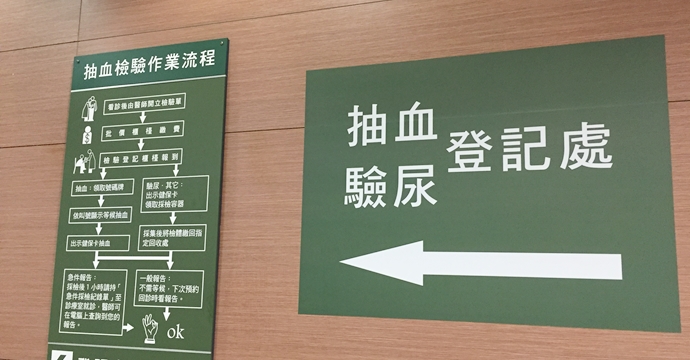 抽血檢驗作業流程
看診後由醫師開立檢驗單
批價櫃檯繳費
檢驗登記櫃檯報到
抽血：領取號碼牌
依叫號顯示等候抽血
出示健保卡抽血
驗尿、其它：
出示健保卡
領取採檢容器
採集後將檢體繳回指
定回收處
急件報告：
採檢後1小時請持「
急件採檢紀錄單」至
診療室就診，醫師可
在電腦上查詢到您的
報告。
一般報告：
不需等候，下次預約
回診時看報告。
ok
抽血
驗尿
登記處